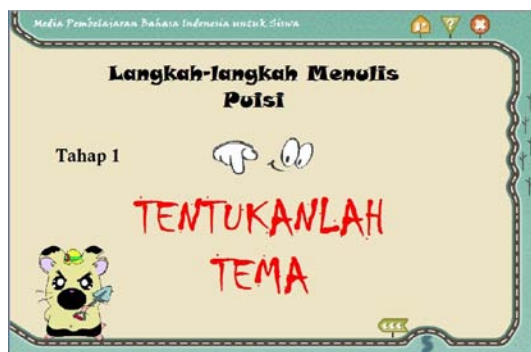 Media Pembelajaran Bahasa Indonesia untuk Siswa
?
Langkah-langkah Menulis
Puisi
Tahap 1
TENTUKANLAH
TEMA